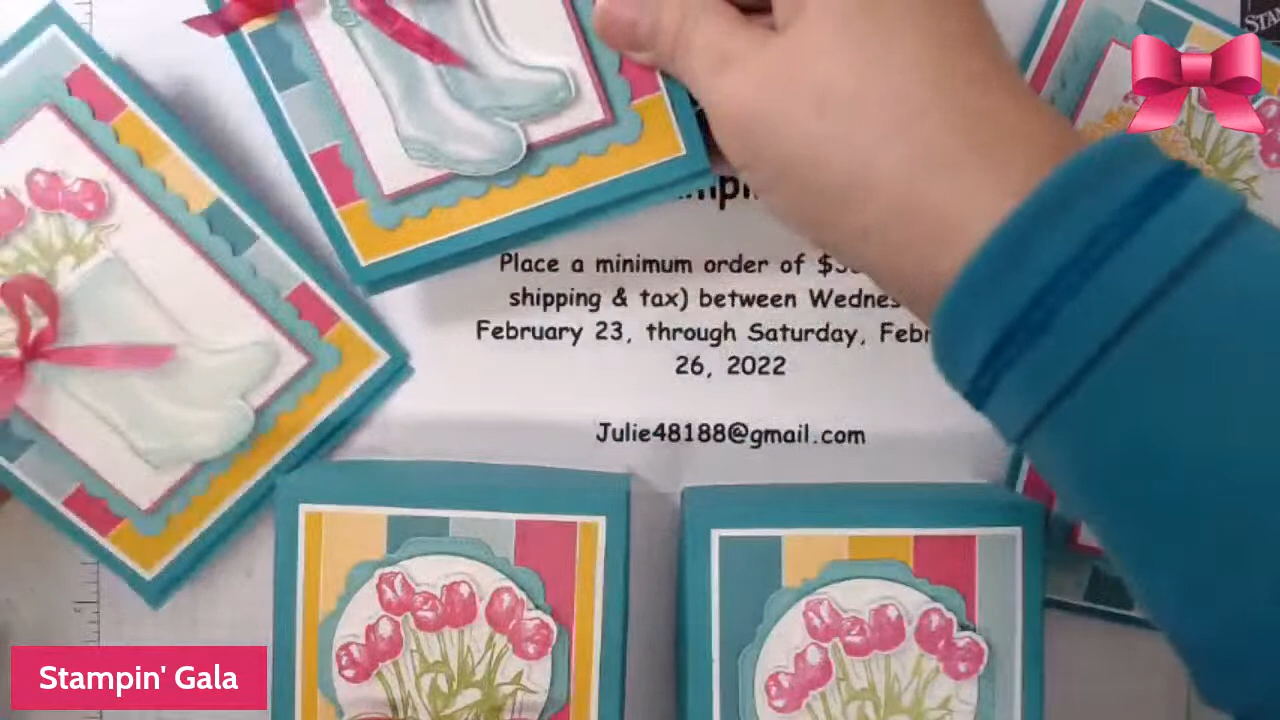 Place a minimum order of
shipping & tax) between
February 23, through Saturday,
26, 2022
Julie48188@gmail.com
Stampin' Gala